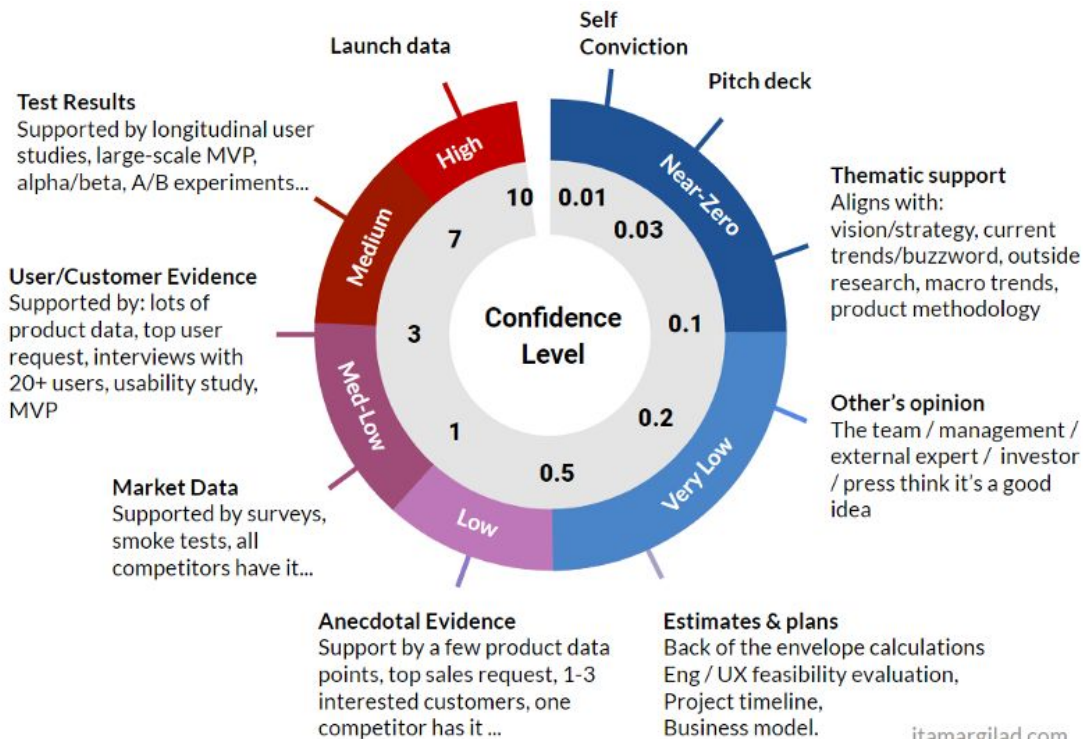 Launch data
Self
Conviction
Pitch deck
Test Results
Supported by longitudinal user
studies, large-scale MVP,
alpha/beta, A/B experiments...
Thematic support
Aligns with:
vision/strategy, current
trends/buzzword, outside
research, macro trends,
product methodology
User/Customer Evidence
Supported by: lots of
product data, top user
request, interviews with
20+ users, usability study,
MVP
Other's opinion
The team / management /
external expert / investor
/ press think it's a good
idea
Market Data
Supported by surveys,
smoke tests, all
competitors have it...
Anecdotal Evidence
Support by a few product data
points, top sales request, 1-3
interested customers, one
competitor has it ...
Estimates & plans
Back of the envelope calculations
Eng / UX feasibility evaluation,
Project timeline,
Business model.
Near-Zero
Very Low
Low
Med-Low
Medium
High
0.01
0.03
0.1
0.2
0.5
1
3
7
10
Confidence
Level
itamargilad.com